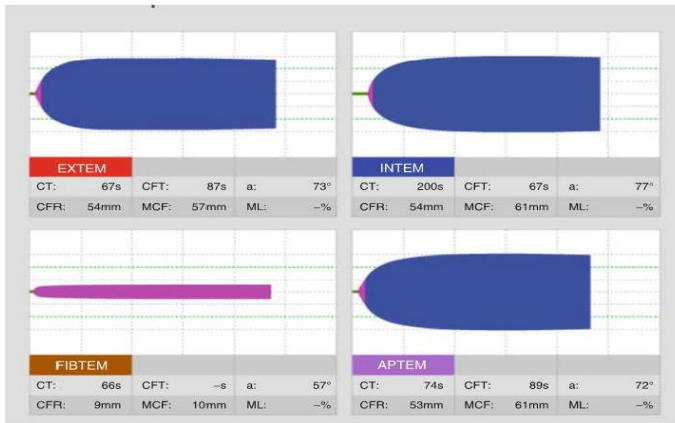 EXTEM
CT: 67s CFT: 87s a: 73°
CFR: 54mm MCF: 57mm ML: –%
INTEM
CT: 200s CFT: 67s a: 77°
CFR: 54mm MCF: 61mm ML: –%
FIBTEM
CT: 66s CFT: –s a: 57°
CFR: 9mm MCF: 10mm ML: –%
APTEM
CT: 74s CFT: 89s a: 72°
CFR: 53mm MCF: 61mm ML: –%